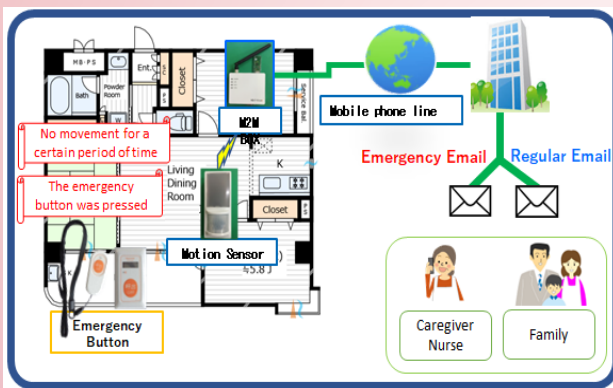 MB·PS
Ent.
Closet
Bath
Powder
Room
W
Service Bal.
M2M
BOX
Mobile phone line
No movement for a
certain period of time
The emergency
button was pressed
Living
Dining
Room
K
Closet
Motion Sensor
Emergency
Button
Emergency Email
Regular Email
Caregiver
Nurse
Family